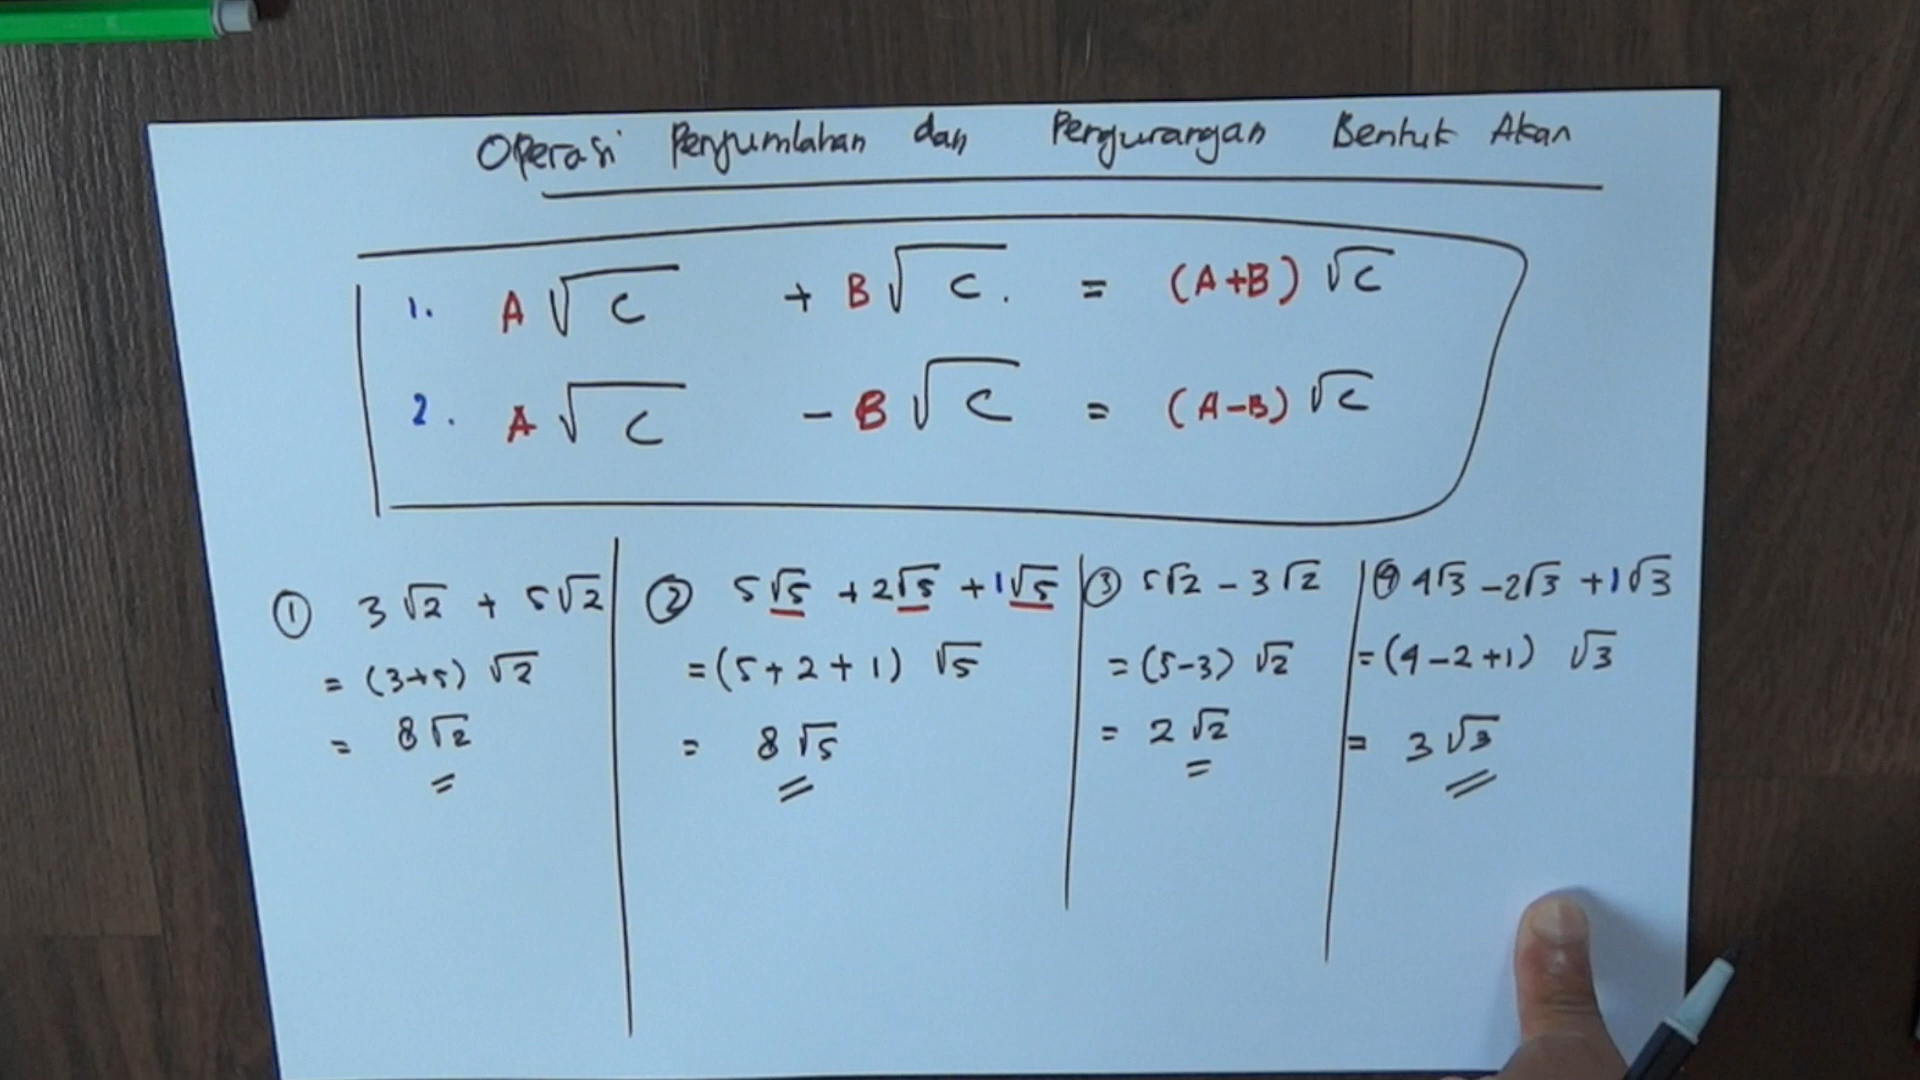 Operasi Penjumlahan dan Pengurangan Bentuk Akar
1. A√C + B√C. = (A+B) √C
2. A√C - B√C = (A-B) √C
① 3√2 + 5√2
= (3+5) √2
= 8√2
② 5√5 + 2√5 + 1√5
= (5+2+1) √5
= 8√5
③ 5√2 - 3√2
= (5-3) √2
= 2√2
④ 4√3 - 2√3 + 1√3
= (4-2+1) √3
= 3√3